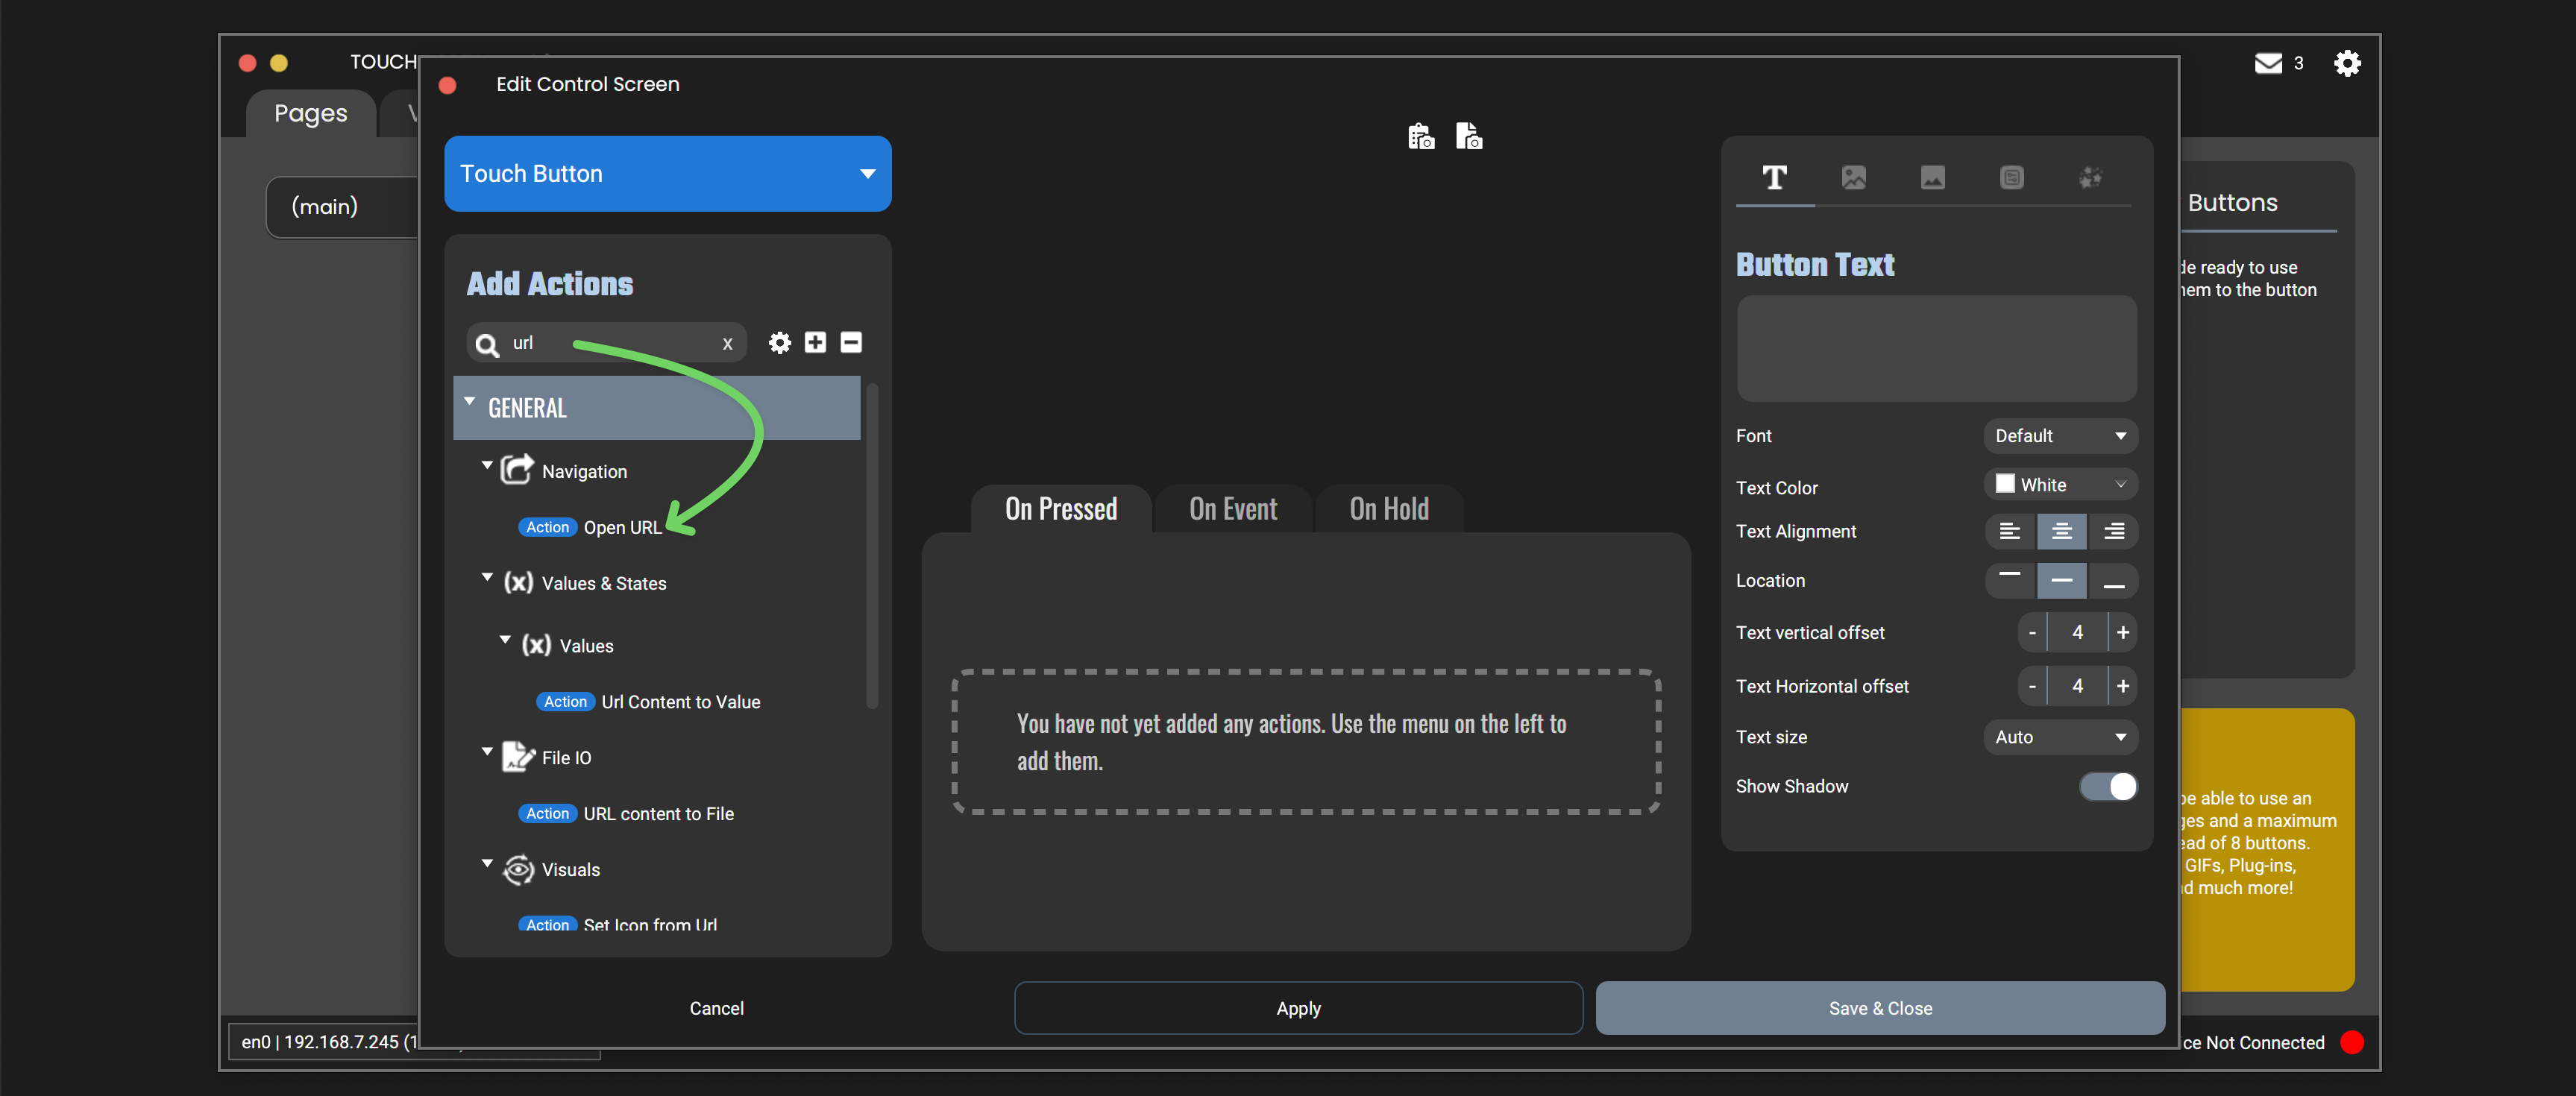 TOUCH
3
Edit Control Screen
Pages
Touch Button
(main)
Buttons
Add Actions
Button Text
de ready to use
hem to the button
url
x
GENERAL
Font
Default
Navigation
Text Color
White
On Pressed
On Event
On Hold
Action Open URL
Text Alignment
Values & States
Location
(x) Values
Text vertical offset
- 4 +
Action Url Content to Value
Text Horizontal offset
- 4 +
You have not yet added any actions. Use the menu on the left to
add them.
File IO
Text size
Auto
Show Shadow
Action URL content to File
be able to use an
ges and a maximum
ead of 8 buttons.
GIFs, Plug-ins,
nd much more!
Visuals
Action Set Icon from Url
Cancel
Apply
Save & Close
en0 | 192.168.7.245 (1
ce Not Connected